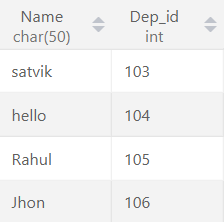 Name Dep_id
char(50) int
satvik 103
hello 104
Rahul 105
Jhon 106